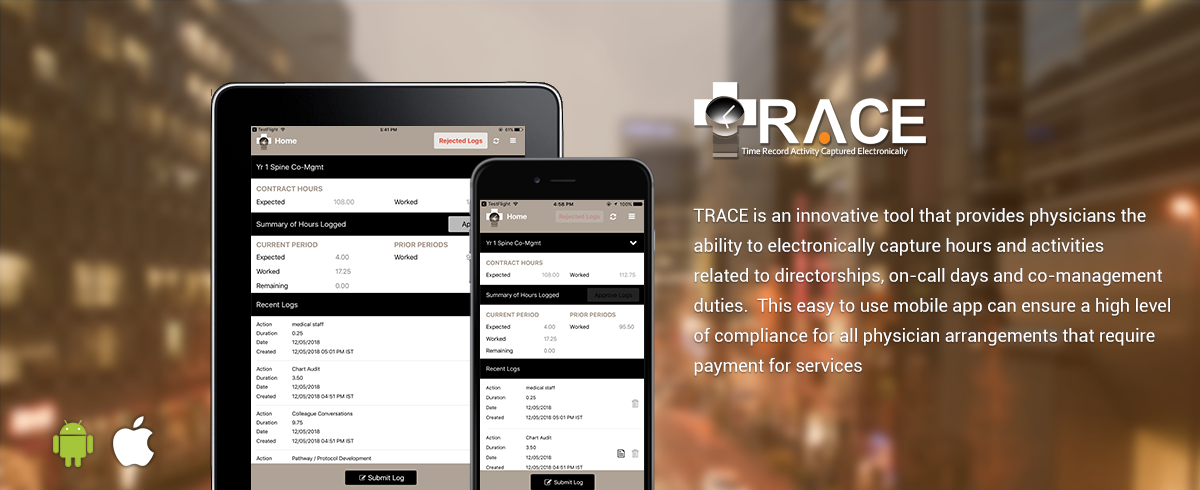 TestFlight 5:41 PM 61%
Home Rejected Logs
Yr 1 Spine Co-Mgmt
CONTRACT HOURS
Expected 108.00 Worked
Summary of Hours Logged
CURRENT PERIOD PRIOR PERIODS
Expected 4.00 Worked
Worked 17.25
Remaining 0.00
Recent Logs
Action medical staff
Duration 0.25
Date 12/05/2018
Created 12/05/2018 05:01 PM IST
Action Chart Audit
Duration 3.50
Date 12/05/2018
Created 12/05/2018 04:51 PM IST
Action Colleague Conversations
Duration 9.75
Date 12/05/2018
Created 12/05/2018 04:51 PM IST
Action Pathway / Protocol Development
Submit Log
TestFlight 4:56 PM 100%
Home Rejected Logs
Yr 1 Spine Co-Mgmt
CONTRACT HOURS
Expected 108.00 Worked 112.75
Summary of Hours Logged Approve Logs
CURRENT PERIOD PRIOR PERIODS
Expected 4.00 Worked 95.50
Worked 17.25
Remaining 0.00
Recent Logs
Action medical staff
Duration 0.25
Date 12/05/2018
Created 12/05/2018 05:01 PM IST
Action Chart Audit
Duration 3.50
Date 12/05/2018
Created 12/05/2018 04:51 PM IST
Submit Log
TRACE
Time Record Activity Captured Electronically
TRACE is an innovative tool that provides physicians the
ability to electronically capture hours and activities
related to directorships, on-call days and co-management
duties. This easy to use mobile app can ensure a high level
of compliance for all physician arrangements that require
payment for services